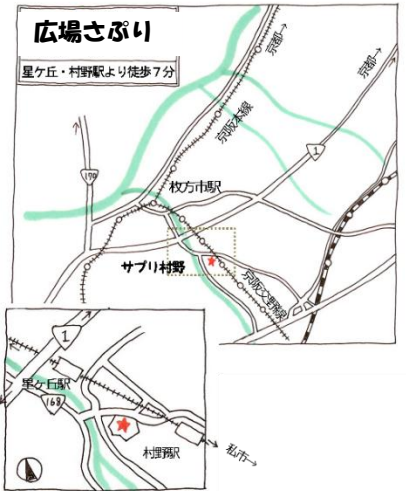 広場さぷり
星ケ丘・村野駅より徒歩7分
京都→
京都→
京阪本線
1
170
枚方市駅
サプリ村野
京阪交野線
1
星ケ丘駅
168
村野駅
私市→